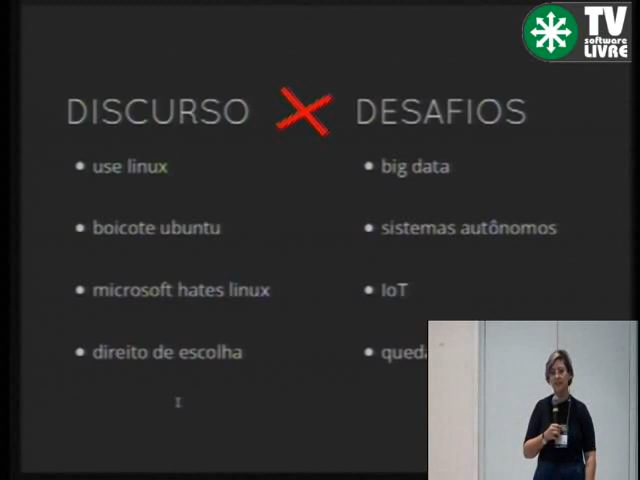 TV
software
LIVRE
DISCURSO X DESAFIOS
• use linux
• boicote ubuntu
• microsoft hates linux
• direito de escolha
• big data
• sistemas autônomos
• IoT